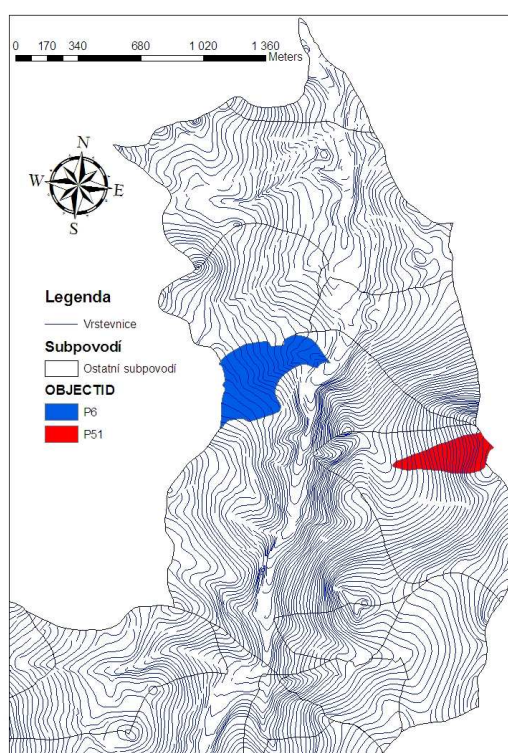 0 170 340 680 1 020 1 360
Meters
N
W E
S
Legenda
Vrstevnice
Subpovodí
Ostatní subpovodí
OBJECTID
P6
P51